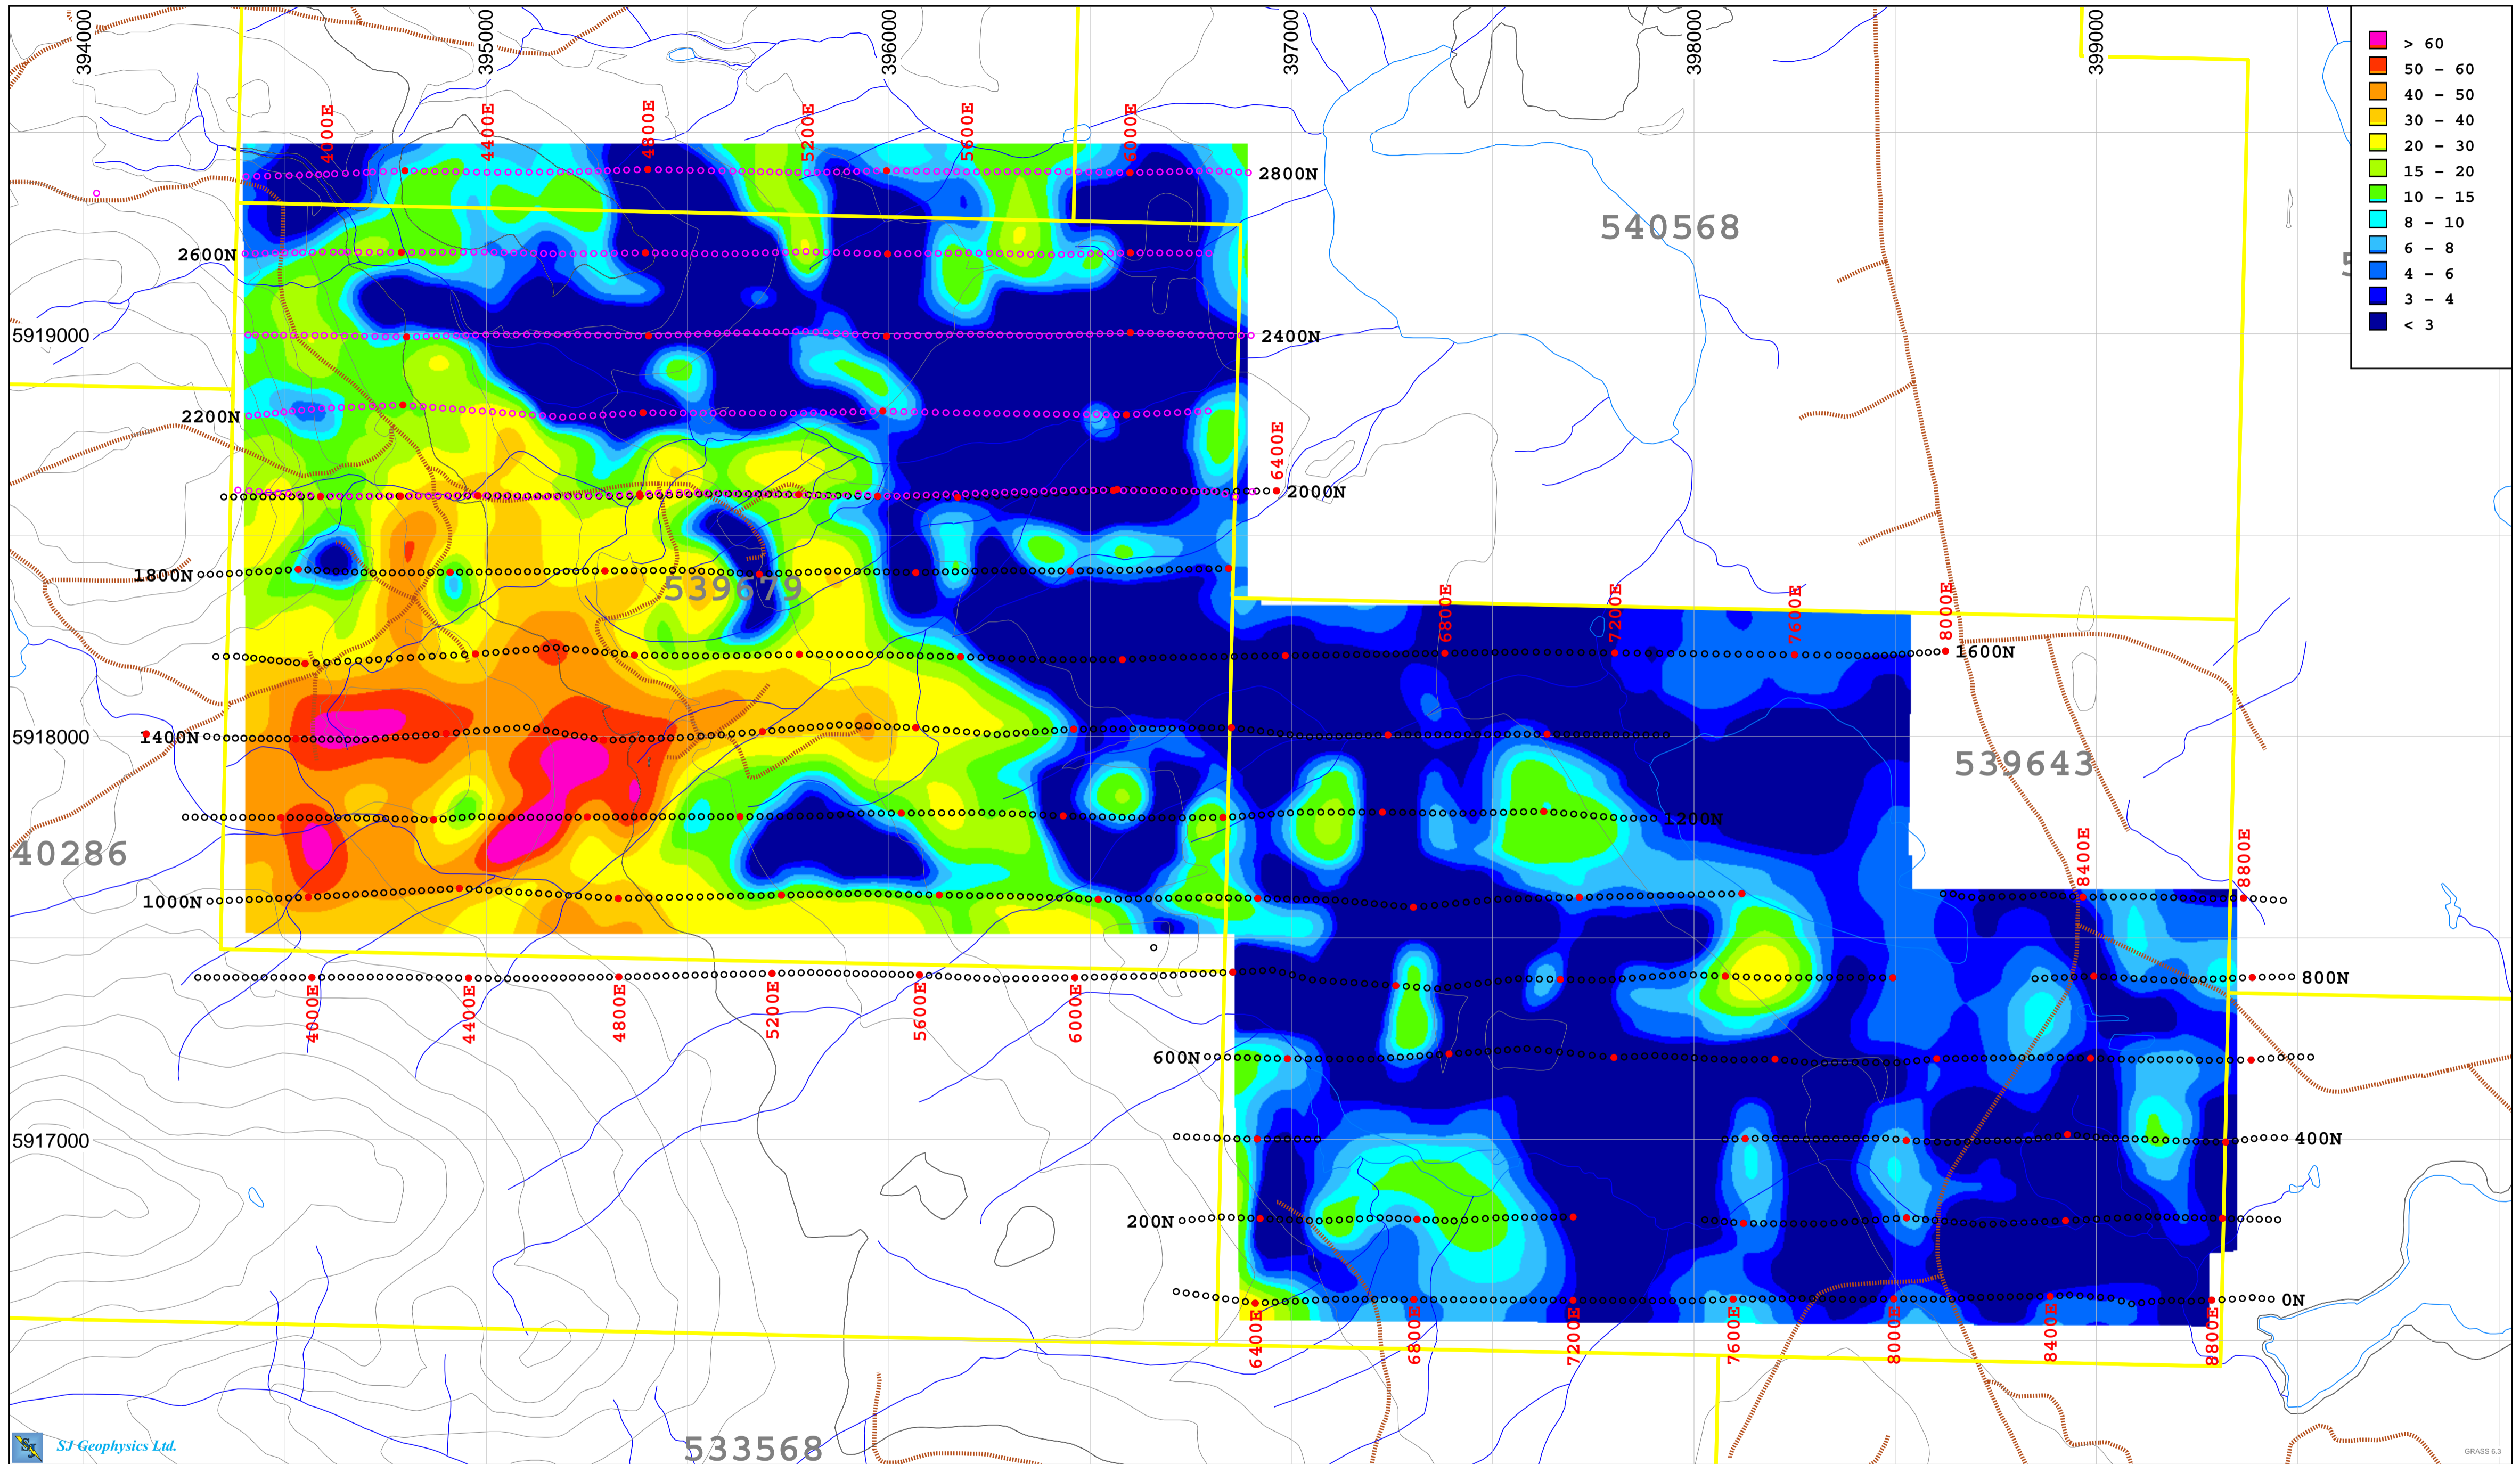 394000
395000
396000
397000
398000
399000
> 60
50 - 60
40 - 50
30 - 40
20 - 30
15 - 20
10 - 15
8 - 10
6 - 8
4 - 6
3 - 4
< 3
4000E
4400E
4800E
5200E
5600E
6000E
2800N
540568
2600N
5919000
2400N
2200N
6400E
2000N
1800N
539679
6800E
7200E
7600E
8000E
1600N
5918000
1400N
539643
1200N
40286
8400E
8800E
1000N
800N
4000E
4400E
4800E
5200E
5600E
6000E
600N
5917000
400N
200N
0N
6400E
6800E
7200E
7600E
8000E
8400E
8800E
SJ
SJ Geophysics Ltd.
533568
GRASS 6.3